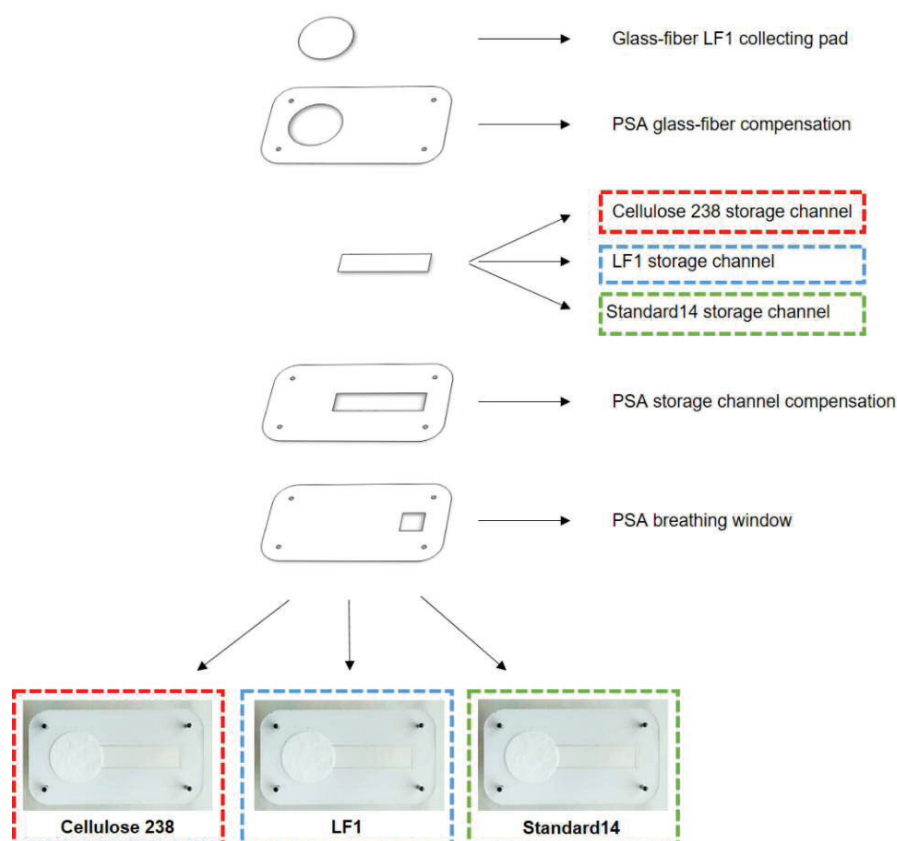 Glass-fiber LF1 collecting pad
PSA glass-fiber compensation
Cellulose 238 storage channel
LF1 storage channel
Standard14 storage channel
PSA storage channel compensation
PSA breathing window
Cellulose 238
LF1
Standard14